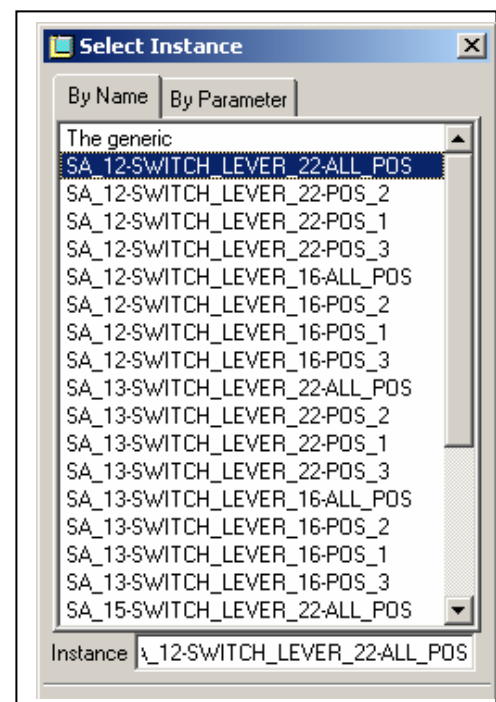 Select Instance
By Name By Parameter
The generic
SA_12-SWITCH_LEVER_22-ALL_POS
SA_12-SWITCH_LEVER_22-POS_2
SA_12-SWITCH_LEVER_22-POS_1
SA_12-SWITCH_LEVER_22-POS_3
SA_12-SWITCH_LEVER_16-ALL_POS
SA_12-SWITCH_LEVER_16-POS_2
SA_12-SWITCH_LEVER_16-POS_1
SA_12-SWITCH_LEVER_16-POS_3
SA_13-SWITCH_LEVER_22-ALL_POS
SA_13-SWITCH_LEVER_22-POS_2
SA_13-SWITCH_LEVER_22-POS_1
SA_13-SWITCH_LEVER_22-POS_3
SA_13-SWITCH_LEVER_16-ALL_POS
SA_13-SWITCH_LEVER_16-POS_2
SA_13-SWITCH_LEVER_16-POS_1
SA_13-SWITCH_LEVER_16-POS_3
SA_15-SWITCH_LEVER_22-ALL_POS
Instance _12-SWITCH_LEVER_22-ALL_POS